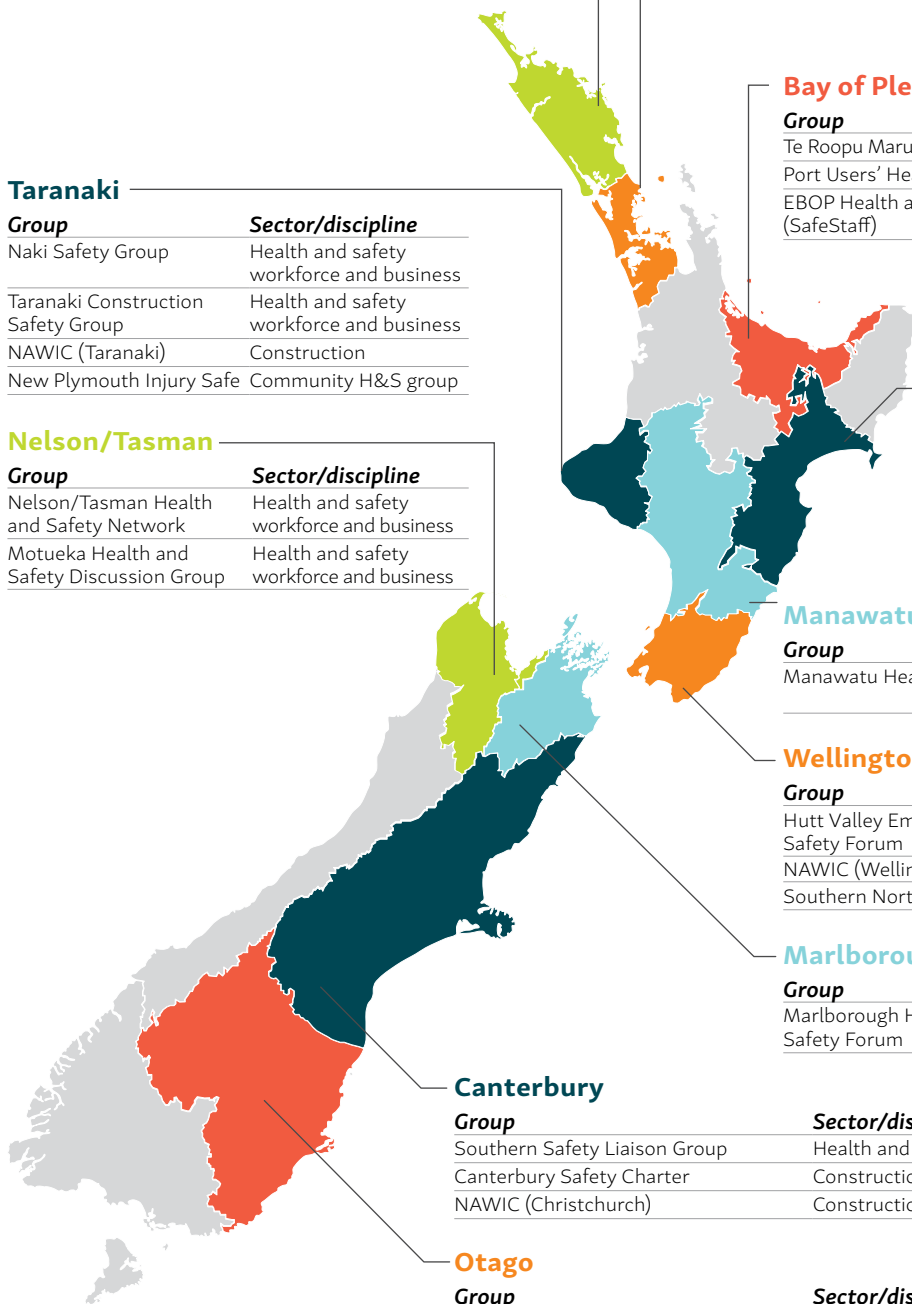 Taranaki
Group Sector/discipline
Naki Safety Group Health and safety
workforce and business
Taranaki Construction Health and safety
Safety Group workforce and business
NAWIC (Taranaki) Construction
New Plymouth Injury Safe Community H&S group
Nelson/Tasman
Group Sector/discipline
Nelson/Tasman Health Health and safety
and Safety Network workforce and business
Motueka Health and Health and safety
Safety Discussion Group workforce and business
Bay of Ple
Group
Te Roopu Maru
Port Users' He
EBOP Health a
(SafeStaff)
Manawatu
Group
Manawatu Hea
Wellingto
Group
Hutt Valley Em
Safety Forum
NAWIC (Wellin
Southern Nort
Marlborou
Group
Marlborough H
Safety Forum
Canterbury
Group Sector/dis
Southern Safety Liaison Group Health and
Canterbury Safety Charter Constructio
NAWIC (Christchurch) Constructio
Otago
Group Sector/dis